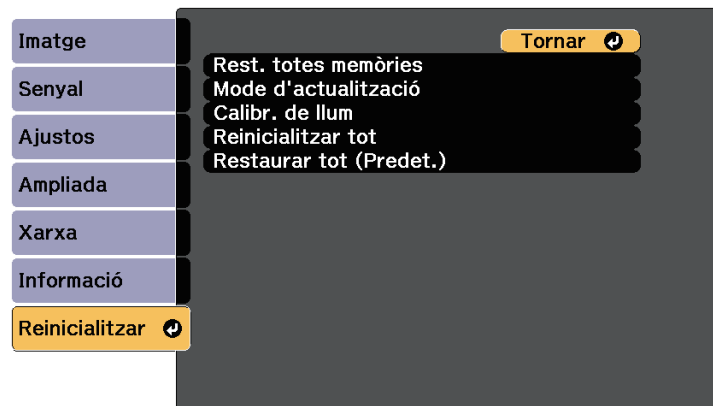 Imatge
Senyal
Ajustos
Ampliada
Xarxa
Informació
Reinicialitzar
Tornar
Rest. totes memòries
Mode d'actualització
Calibr. de llum
Reinicialitzar tot
Restaurar tot (Predet.)